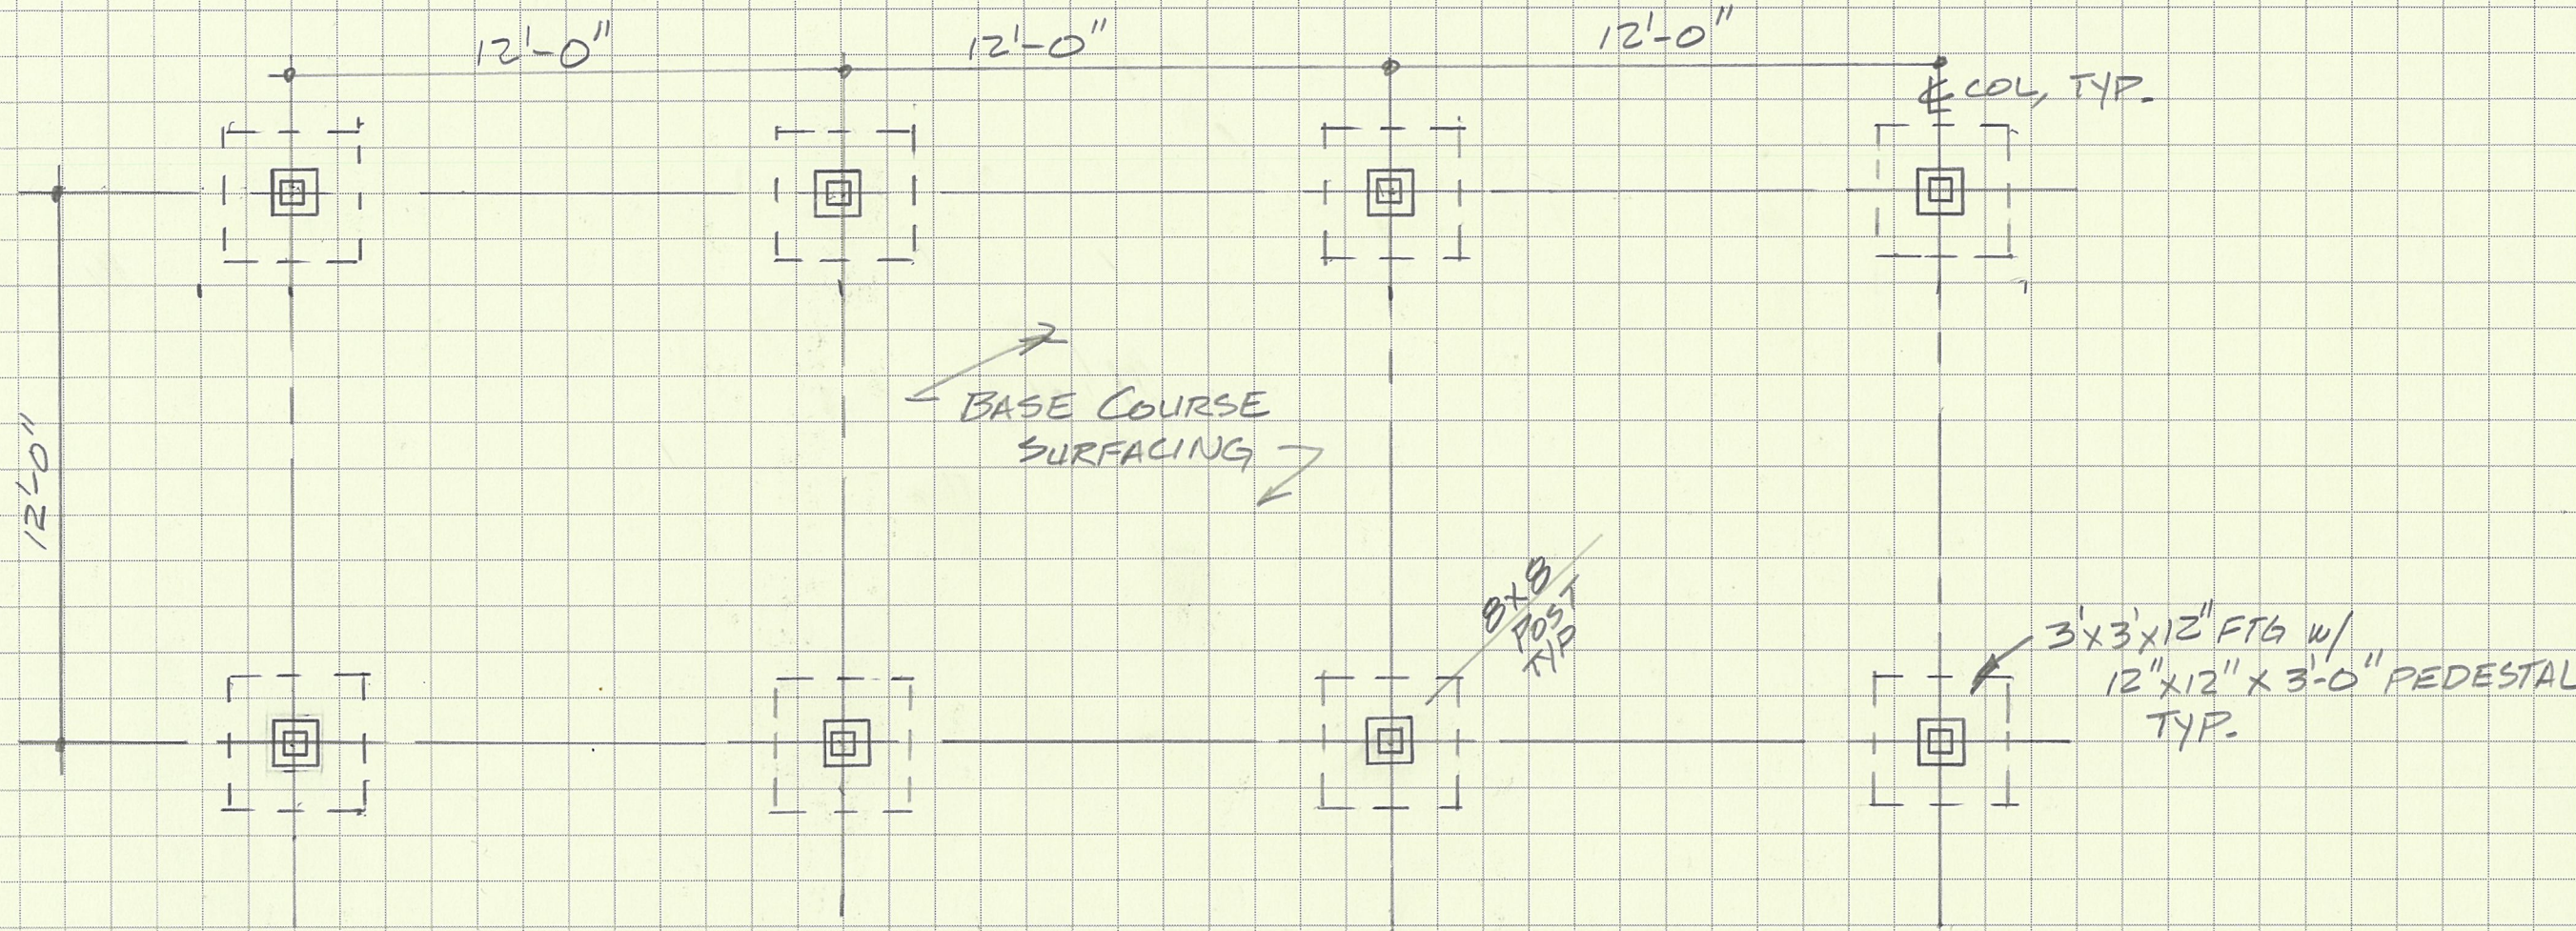 12'-0"
12'-0"
12'-0"
℄ COL, TYP.
BASE COURSE
SURFACING
12'-0"
8x8
POST
TYP
3'x3'x12" FTG w/
12"x12" x 3'-0" PEDESTAL
TYP.